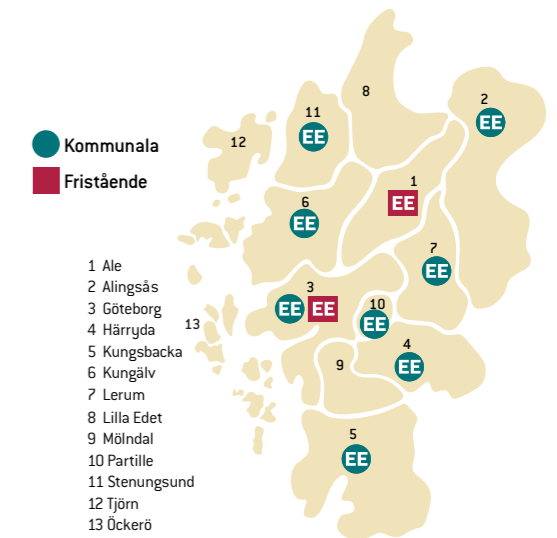 8
2
11
EE
EE
12
Kommunala
Fristående
1
EE
6
EE
7
EE
1 Ale
2 Alingsås
3 Göteborg
4 Härryda
5 Kungsbacka
6 Kungälv
7 Lerum
8 Lilla Edet
9 Mölndal
10 Partille
11 Stenungsund
12 Tjörn
13 Öckerö
3
EE EE
13
10
EE
4
EE
9
5
EE